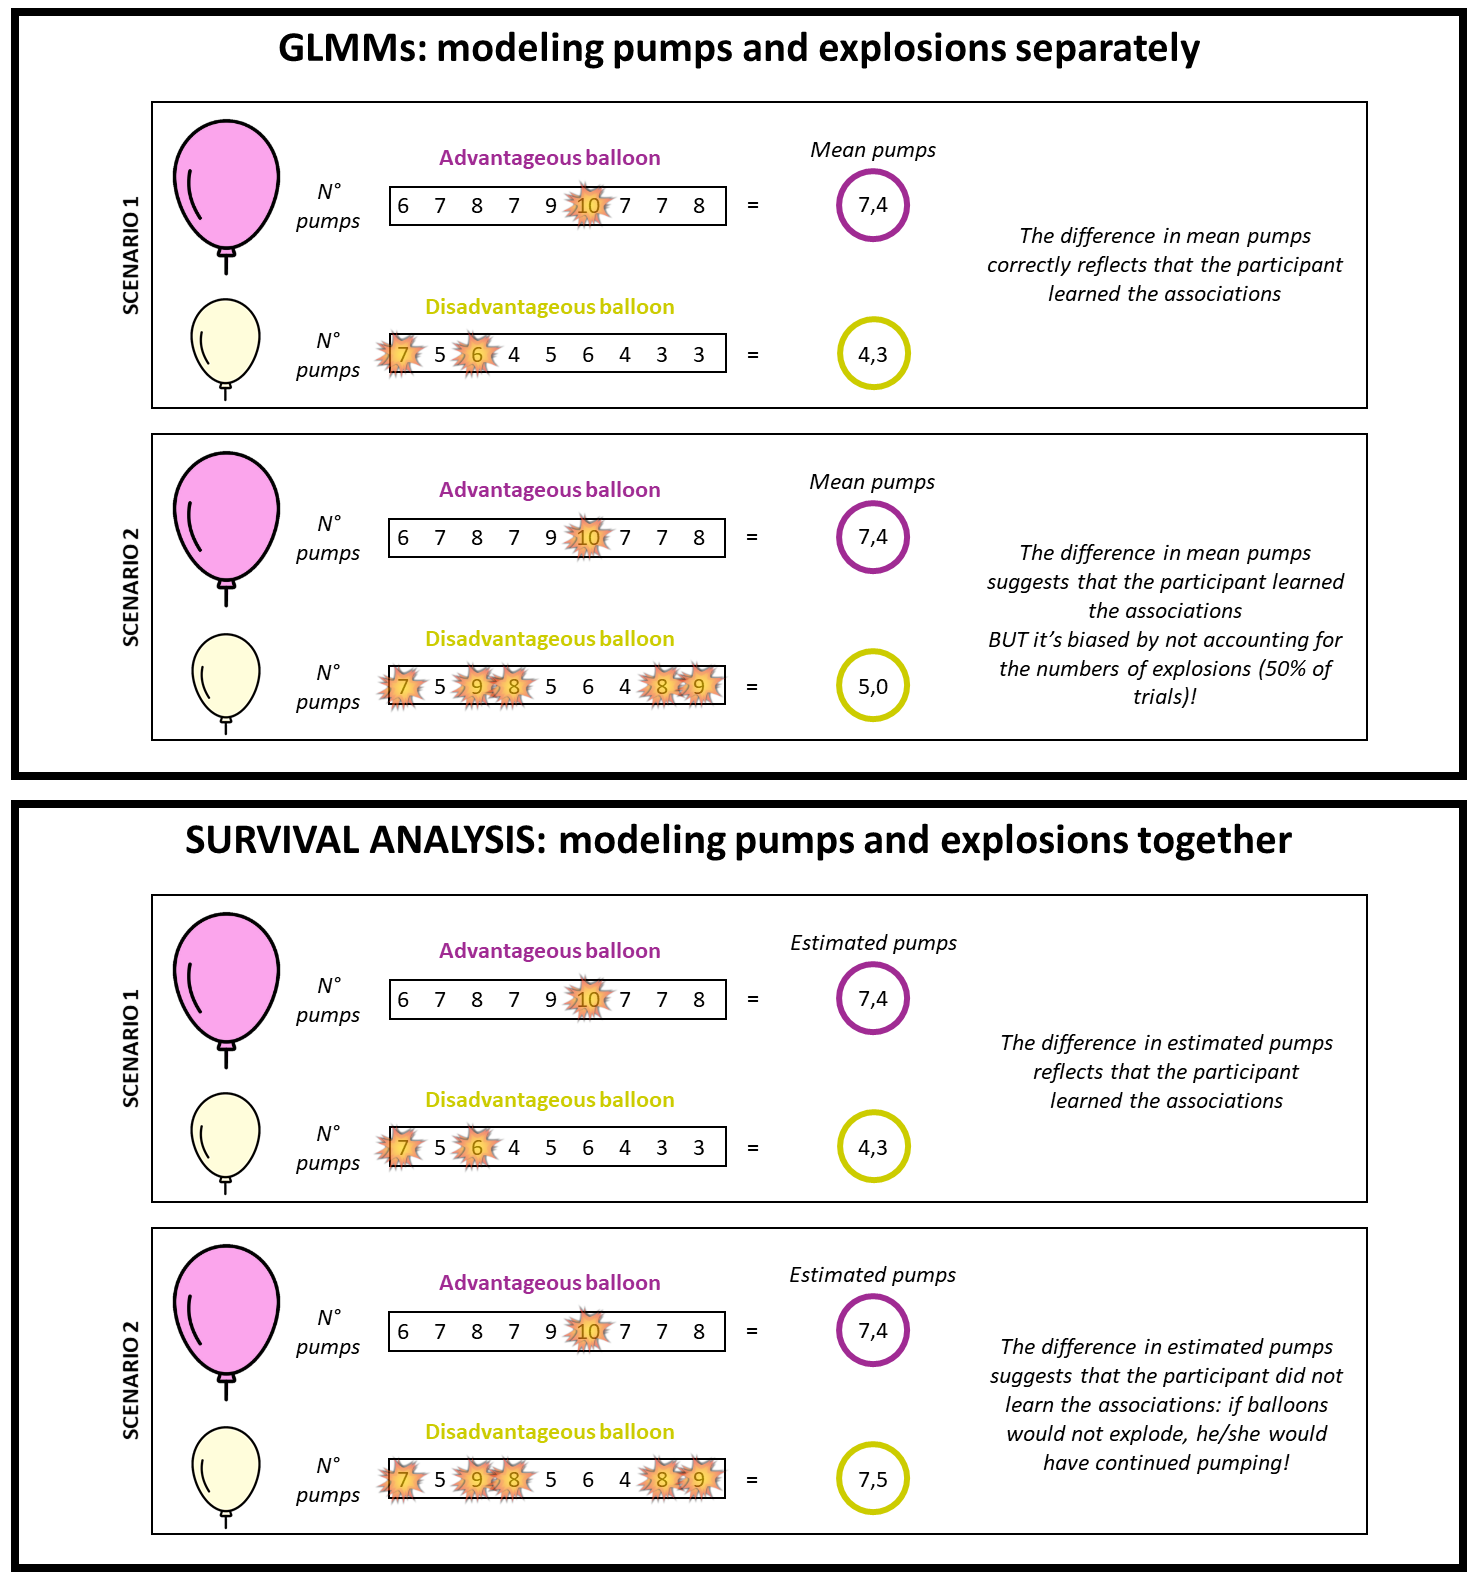 GLMMs: modeling pumps and explosions separately
SCENARIO 1
Advantageous balloon
N°
pumps
6 7 8 7 9 10 7 7 8
=
Mean pumps
7,4
Disadvantageous balloon
N°
pumps
7 5 6 4 5 6 4 3 3
=
4,3
The difference in mean pumps
correctly reflects that the participant
learned the associations
SCENARIO 2
Advantageous balloon
N°
pumps
6 7 8 7 9 10 7 7 8
=
Mean pumps
7,4
Disadvantageous balloon
N°
pumps
7 5 9 8 5 6 4 8 9
=
5,0
The difference in mean pumps
suggests that the participant learned
the associations
BUT it's biased by not accounting for
the numbers of explosions (50% of
trials)!
SURVIVAL ANALYSIS: modeling pumps and explosions together
SCENARIO 1
Advantageous balloon
N°
pumps
6 7 8 7 9 10 7 7 8
=
Estimated pumps
7,4
Disadvantageous balloon
N°
pumps
7 5 6 4 5 6 4 3 3
=
4,3
The difference in estimated pumps
reflects that the participant
learned the associations
SCENARIO 2
Advantageous balloon
N°
pumps
6 7 8 7 9 10 7 7 8
=
Estimated pumps
7,4
Disadvantageous balloon
N°
pumps
7 5 9 8 5 6 4 8 9
=
7,5
The difference in estimated pumps
suggests that the participant did not
learn the associations: if balloons
would not explode, he/she would
have continued pumping!